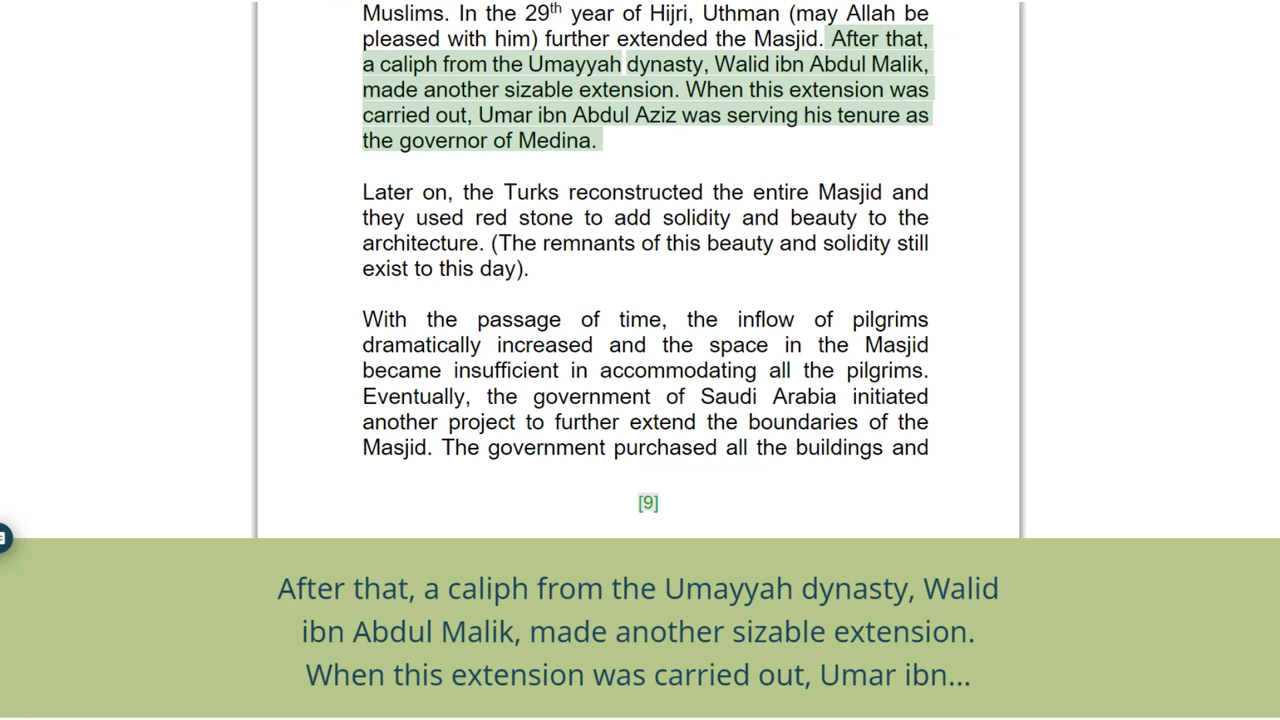 Muslims. In the 29th year of Hijri, Uthman (may Allah be
pleased with him) further extended the Masjid. After that,
a caliph from the Umayyah dynasty, Walid ibn Abdul Malik,
made another sizable extension. When this extension was
carried out, Umar ibn Abdul Aziz was serving his tenure as
the governor of Medina.
Later on, the Turks reconstructed the entire Masjid and
they used red stone to add solidity and beauty to the
architecture. (The remnants of this beauty and solidity still
exist to this day).
With the passage of time, the inflow of pilgrims
dramatically increased and the space in the Masjid
became insufficient in accommodating all the pilgrims.
Eventually, the government of Saudi Arabia initiated
another project to further extend the boundaries of the
Masjid. The government purchased all the buildings and
[9]
After that, a caliph from the Umayyah dynasty, Walid
ibn Abdul Malik, made another sizable extension.
When this extension was carried out, Umar ibn...